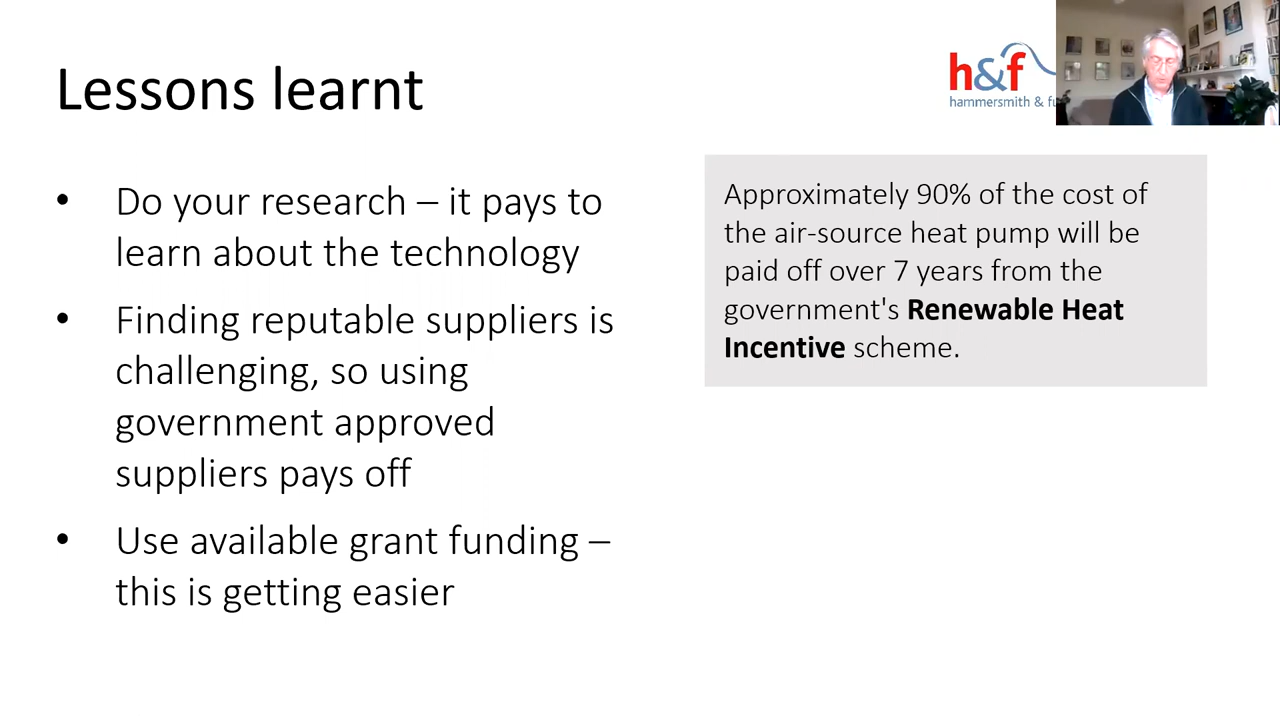 Lessons learnt
h&f
hammersmith &
• Do your research – it pays to
learn about the technology
• Finding reputable suppliers is
challenging, so using
government approved
suppliers pays off
• Use available grant funding –
this is getting easier
Approximately 90% of the cost of
the air-source heat pump will be
paid off over 7 years from the
government's Renewable Heat
Incentive scheme.